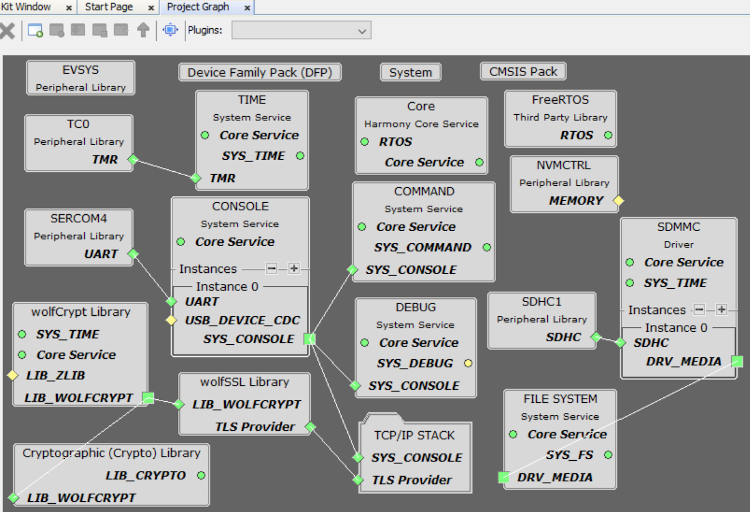 Kit Window x Start Page x Project Graph x
Plugins:
EVSYS
Peripheral Library
Device Family Pack (DFP)
System
CMSIS Pack
TC0
Peripheral Library
TMR
TIME
System Service
Core Service
SYS_TIME
TMR
Core
Harmony Core Service
RTOS
Core Service
FreeRTOS
Third Party Library
RTOS
NVMCTRL
Peripheral Library
MEMORY
SERCOM4
Peripheral Library
UART
CONSOLE
System Service
Core Service
Instances
Instance 0
UART
USB_DEVICE_CDC
SYS_CONSOLE
COMMAND
System Service
Core Service
SYS_COMMAND
SYS_CONSOLE
SDMMC
Driver
Core Service
SYS_TIME
Instances
Instance 0
SDHC
DRV_MEDIA
wolfCrypt Library
SYS_TIME
Core Service
LIB_ZLIB
LIB_WOLFCRYPT
DEBUG
System Service
Core Service
SYS_DEBUG
SYS_CONSOLE
SDHC1
Peripheral Library
SDHC
wolfSSL Library
LIB_WOLFCRYPT
TLS Provider
FILE SYSTEM
System Service
Core Service
SYS_FS
DRV_MEDIA
Cryptographic (Crypto) Library
LIB_CRYPTO
LIB_WOLFCRYPT
TCP/IP STACK
SYS_CONSOLE
TLS Provider